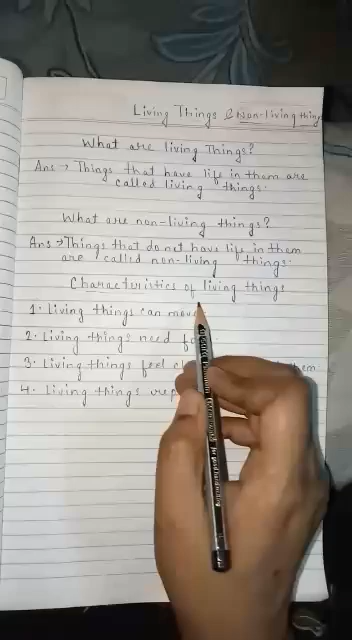 Living Things & Non-living thing
What are living Things?
Ans → Things that have life in them are
called living things.
What are non-living things?
Ans → Things that do not have life in them
are called non-living things.
Characteristics of living things
1. Living things can move
2. Living things need
3. Living things feel them
4. Living things